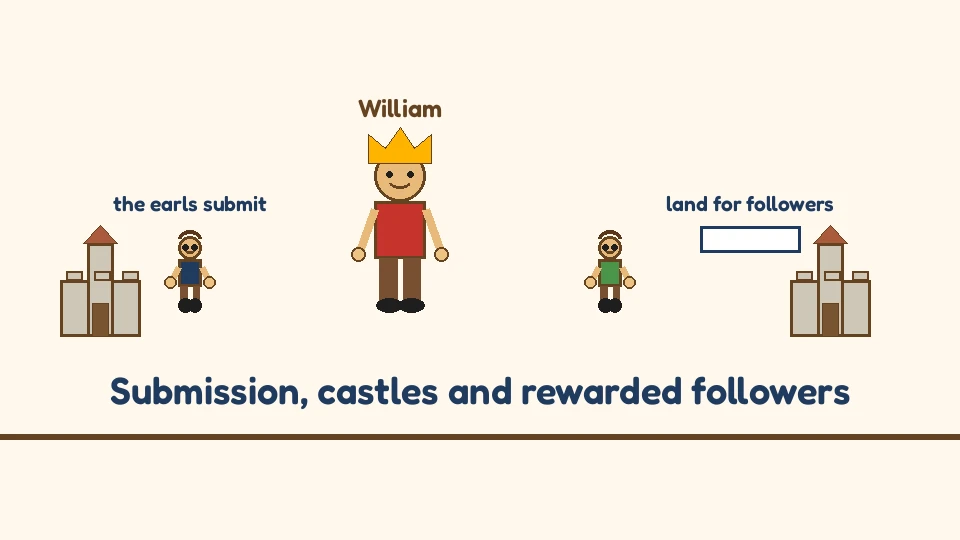 William
the earls submit
land for followers
Submission, castles and rewarded followers